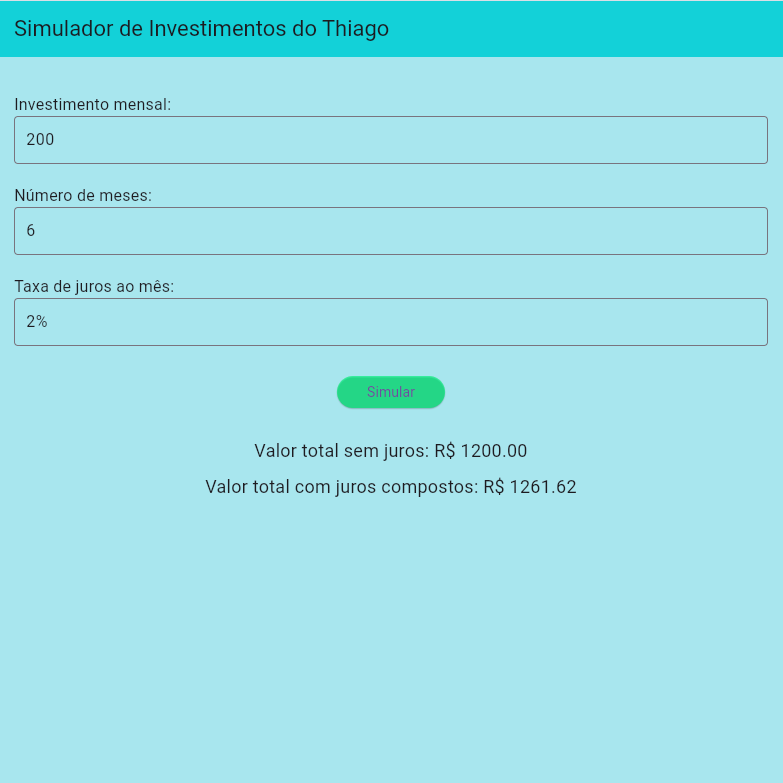 Simulador de Investimentos do Thiago
Investimento mensal:
200
Número de meses:
6
Taxa de juros ao mês:
2%
Simular
Valor total sem juros: R$ 1200.00
Valor total com juros compostos: R$ 1261.62